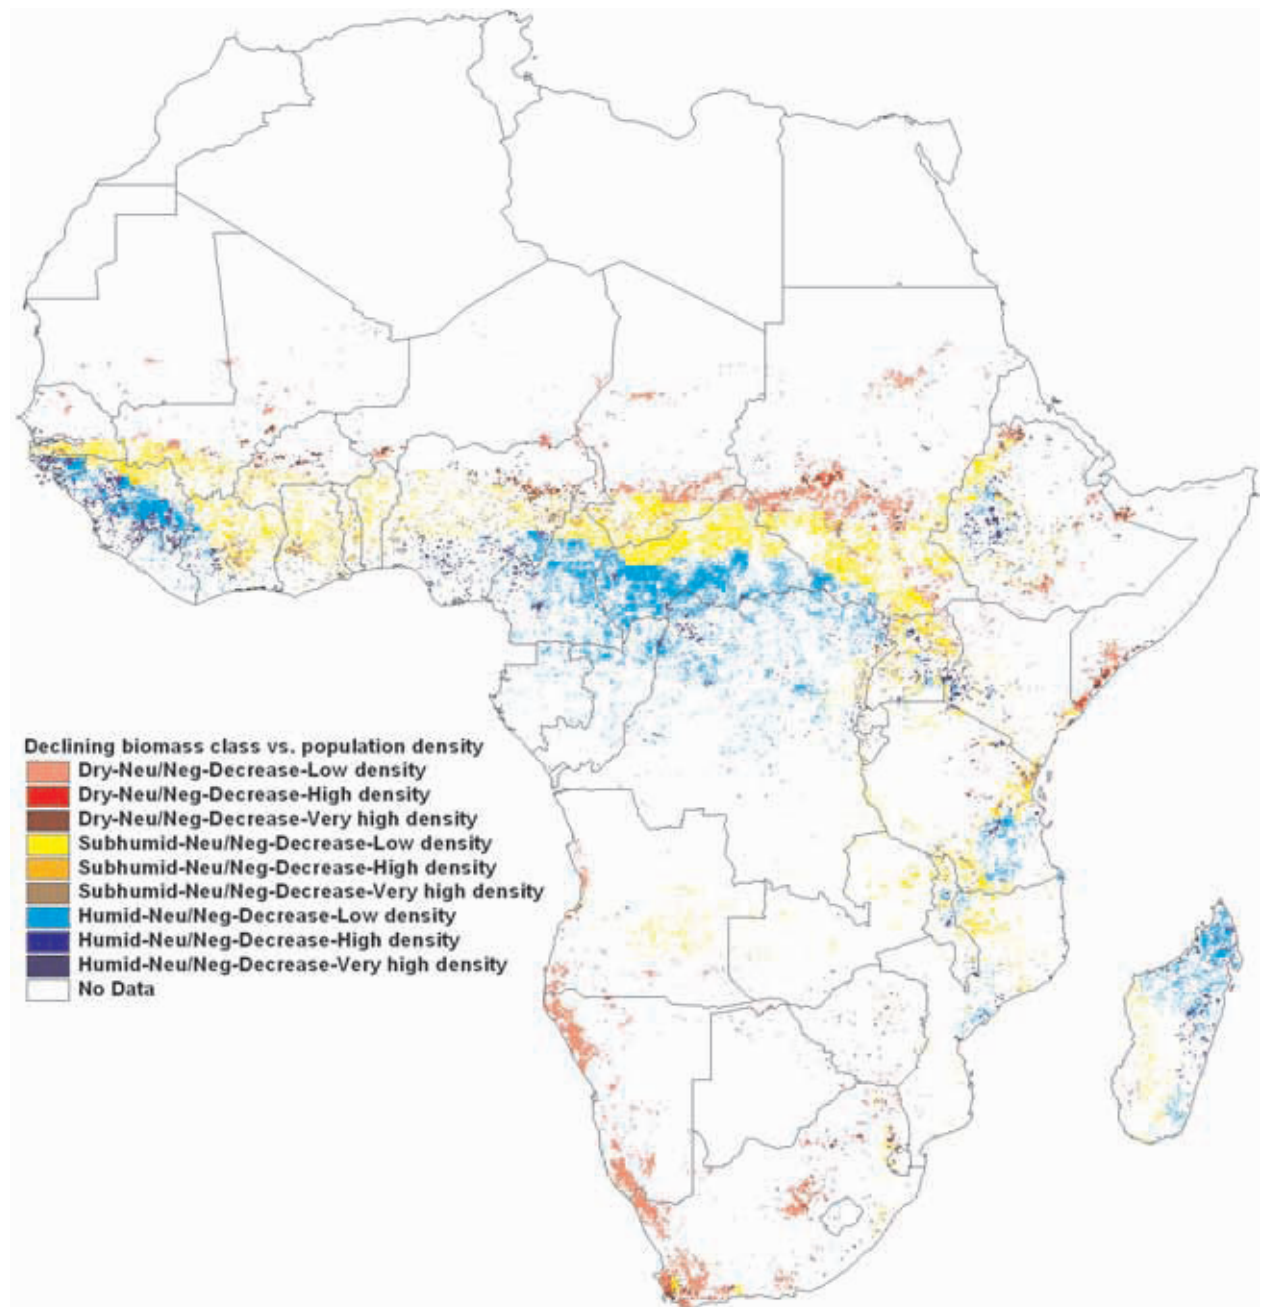 Declining biomass class vs. population density
Dry-Neu/Neg-Decrease-Low density
Dry-Neu/Neg-Decrease-High density
Dry-Neu/Neg-Decrease-Very high density
Subhumid-Neu/Neg-Decrease-Low density
Subhumid-Neu/Neg-Decrease-High density
Subhumid-Neu/Neg-Decrease-Very high density
Humid-Neu/Neg-Decrease-Low density
Humid-Neu/Neg-Decrease-High density
Humid-Neu/Neg-Decrease-Very high density
No Data